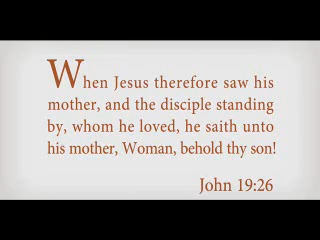 When Jesus therefore saw his
mother, and the disciple standing
by, whom he loved, he saith unto
his mother, Woman, behold thy son!
John 19:26